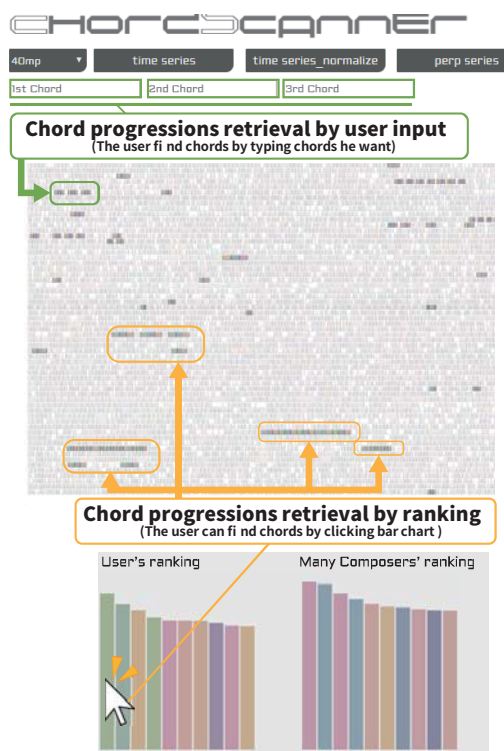 ChordScanner
40mp
time series
time series_normalize
perp series
1st Chord
2nd Chord
3rd Chord
Chord progressions retrieval by user input
(The user fi nd chords by typing chords he want)
Chord progressions retrieval by ranking
(The user can fi nd chords by clicking bar chart )
User's ranking
Many Composers' ranking